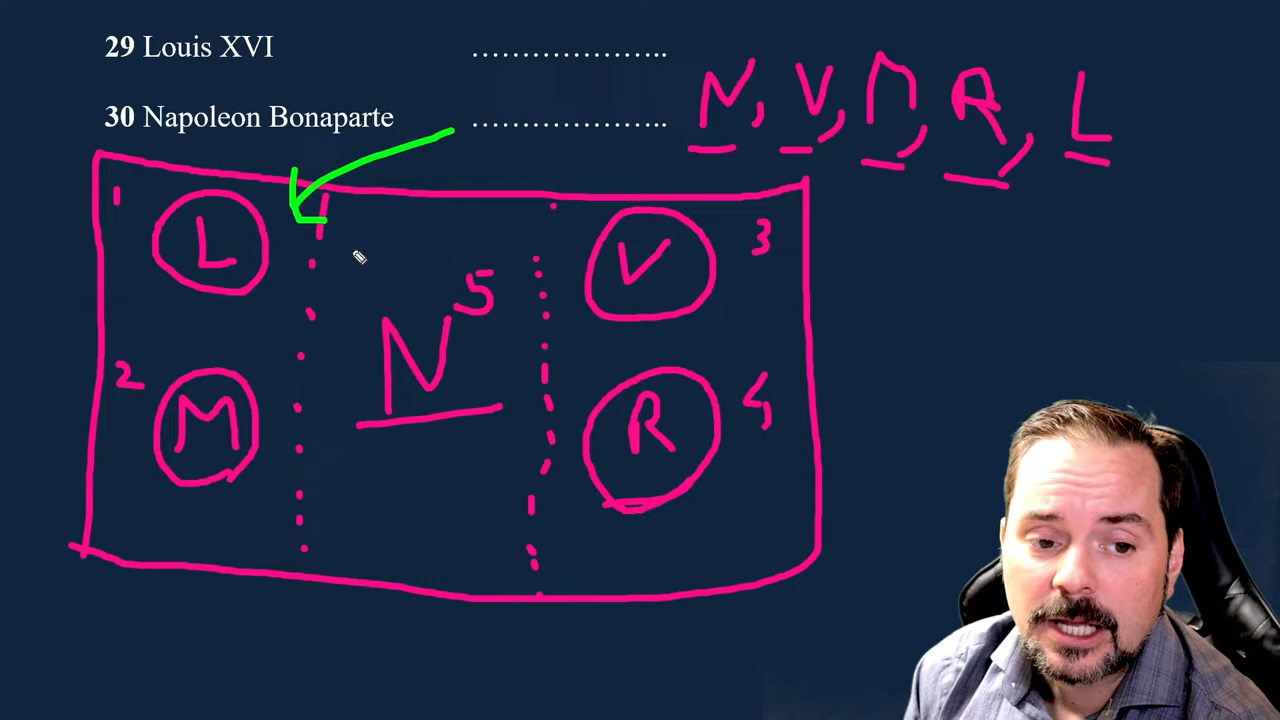 29 Louis XVI ………………..
30 Napoleon Bonaparte ………………..
N, V, M, R, L
1 L
V 3
N 5
2 M
R 4